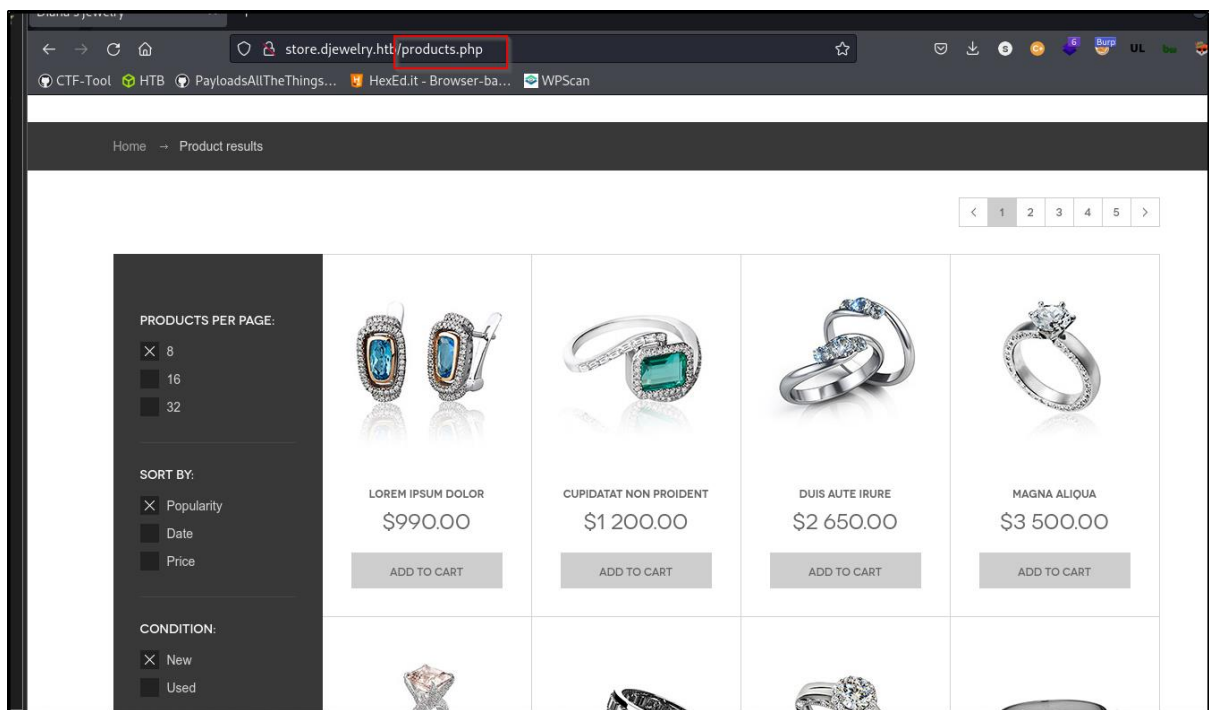 Diana's jewelry
store.djewelry.htb/products.php
6
Burp
UL
CTF-Tool HTB PayloadsAllTheThings... HexEd.it - Browser-ba... WPScan
Home → Product results
< 1 2 3 4 5 >
PRODUCTS PER PAGE:
8
16
32
SORT BY:
Popularity
Date
Price
CONDITION:
New
Used
LOREM IPSUM DOLOR
$990.00
ADD TO CART
CUPIDATAT NON PROIDENT
$1 200.00
ADD TO CART
DUIS AUTE IRURE
$2 650.00
ADD TO CART
MAGNA ALIQUA
$3 500.00
ADD TO CART